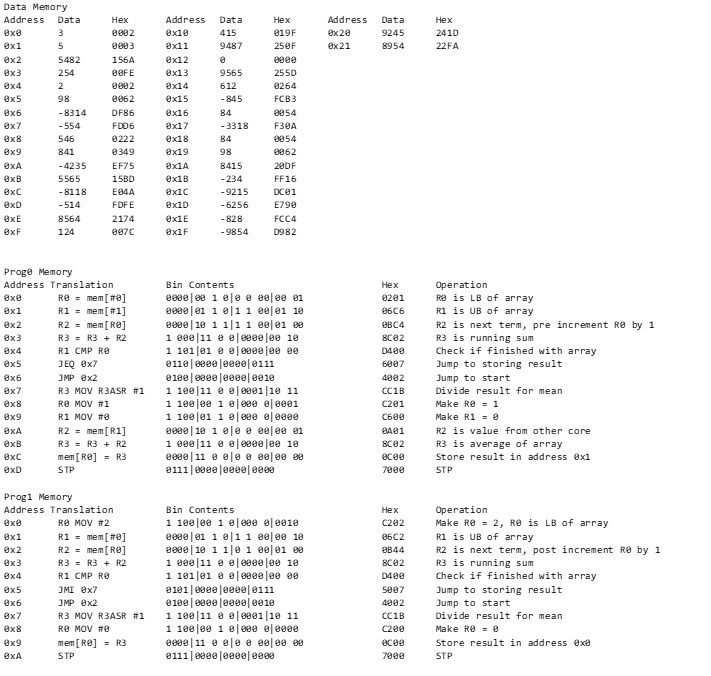 Data Memory
Address Data Hex Address Data Hex Address Data Hex
0x0 3 0002 0x10 415 019F 0x20 9245 241D
0x1 5 0003 0x11 9487 250F 0x21 8954 22FA
0x2 5482 156A 0x12 0 0000
0x3 254 00FE 0x13 9565 255D
0x4 2 0002 0x14 612 0264
0x5 98 0062 0x15 -845 FCB3
0x6 -8314 DF86 0x16 84 0054
0x7 -554 FDD6 0x17 -3318 F30A
0x8 546 0222 0x18 84 0054
0x9 841 0349 0x19 98 0062
0xA -4235 EF75 0x1A 8415 20DF
0xB 5565 15BD 0x1B -234 FF16
0xC -8118 E04A 0x1C -9215 DC01
0xD -514 FDFE 0x1D -6256 E790
0xE 8564 2174 0x1E -828 FCC4
0xF 124 007C 0x1F -9854 D982
Prog0 Memory
Address Translation Bin Contents Hex Operation
0x0 R0 = mem[#0] 0000|00 1 0|0 0 00|00 01 0201 R0 is LB of array
0x1 R1 = mem[#1] 0000|01 1 0|1 1 00|01 10 06C6 R1 is UB of array
0x2 R2 = mem[R0] 0000|10 1 1|1 1 00|01 00 0BC4 R2 is next term, pre increment R0 by 1
0x3 R3 = R3 + R2 1 000|11 0 0|0000|00 10 8C02 R3 is running sum
0x4 R1 CMP R0 1 101|01 0 0|0000|00 00 D400 Check if finished with array
0x5 JEQ 0x7 0110|0000|0000|0111 6007 Jump to storing result
0x6 JMP 0x2 0100|0000|0000|0010 4002 Jump to start
0x7 R3 MOV R3ASR #1 1 100|11 0 0|0001|10 11 CC1B Divide result for mean
0x8 R0 MOV #1 1 100|00 1 0|000 0|0001 C201 Make R0 = 1
0x9 R1 MOV #0 1 100|01 1 0|000 0|0000 C600 Make R1 = 0
0xA R2 = mem[R1] 0000|10 1 0|0 0 00|00 01 0A01 R2 is value from other core
0xB R3 = R3 + R2 1 000|11 0 0|0000|00 10 8C02 R3 is average of array
0xC mem[R0] = R3 0000|11 0 0|0 0 00|00 00 0C00 Store result in address 0x1
0xD STP 0111|0000|0000|0000 7000 STP
Prog1 Memory
Address Translation Bin Contents Hex Operation
0x0 R0 MOV #2 1 100|00 1 0|000 0|0010 C202 Make R0 = 2, R0 is LB of array
0x1 R1 = mem[#0] 0000|01 1 0|1 1 00|00 10 06C2 R1 is UB of array
0x2 R2 = mem[R0] 0000|10 1 1|0 1 00|01 00 0B44 R2 is next term, post increment R0 by 1
0x3 R3 = R3 + R2 1 000|11 0 0|0000|00 10 8C02 R3 is running sum
0x4 R1 CMP R0 1 101|01 0 0|0000|00 00 D400 Check if finished with array
0x5 JMI 0x7 0101|0000|0000|0111 5007 Jump to storing result
0x6 JMP 0x2 0100|0000|0000|0010 4002 Jump to start
0x7 R3 MOV R3ASR #1 1 100|11 0 0|0001|10 11 CC1B Divide result for mean
0x8 R0 MOV #0 1 100|00 1 0|000 0|0000 C200 Make R0 = 0
0x9 mem[R0] = R3 0000|11 0 0|0 0 00|00 00 0C00 Store result in address 0x0
0xA STP 0111|0000|0000|0000 7000 STP